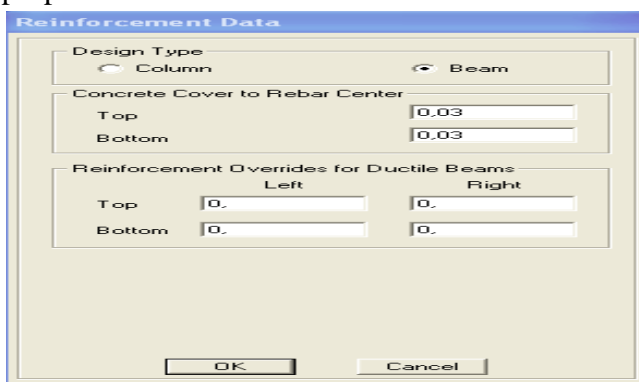 Reinforcement Data
Design Type
Column Beam
Concrete Cover to Rebar Center
Top 0,03
Bottom 0,03
Reinforcement Overrides for Ductile Beams
Left Right
Top 0, 0,
Bottom 0, 0,
OK Cancel